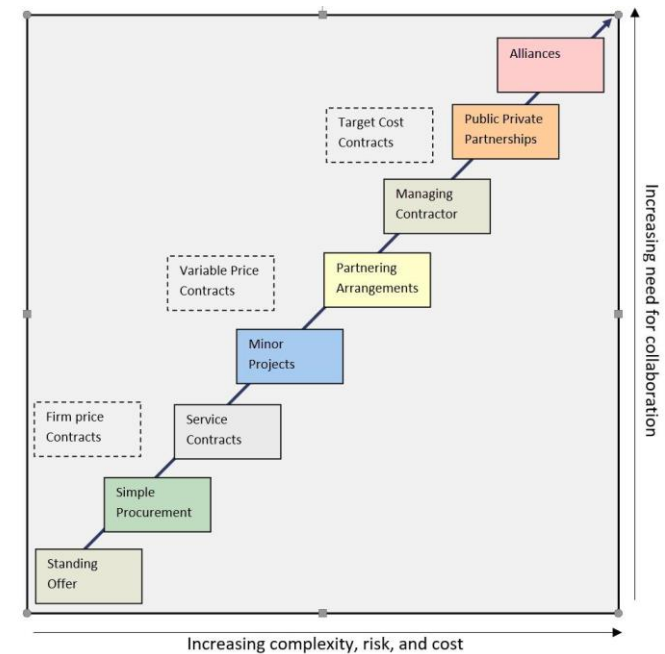 Alliances
Target Cost
Contracts
Public Private
Partnerships
Managing
Contractor
Variable Price
Contracts
Partnering
Arrangements
Minor
Projects
Firm price
Contracts
Service
Contracts
Simple
Procurement
Standing
Offer
Increasing need for collaboration
Increasing complexity, risk, and cost